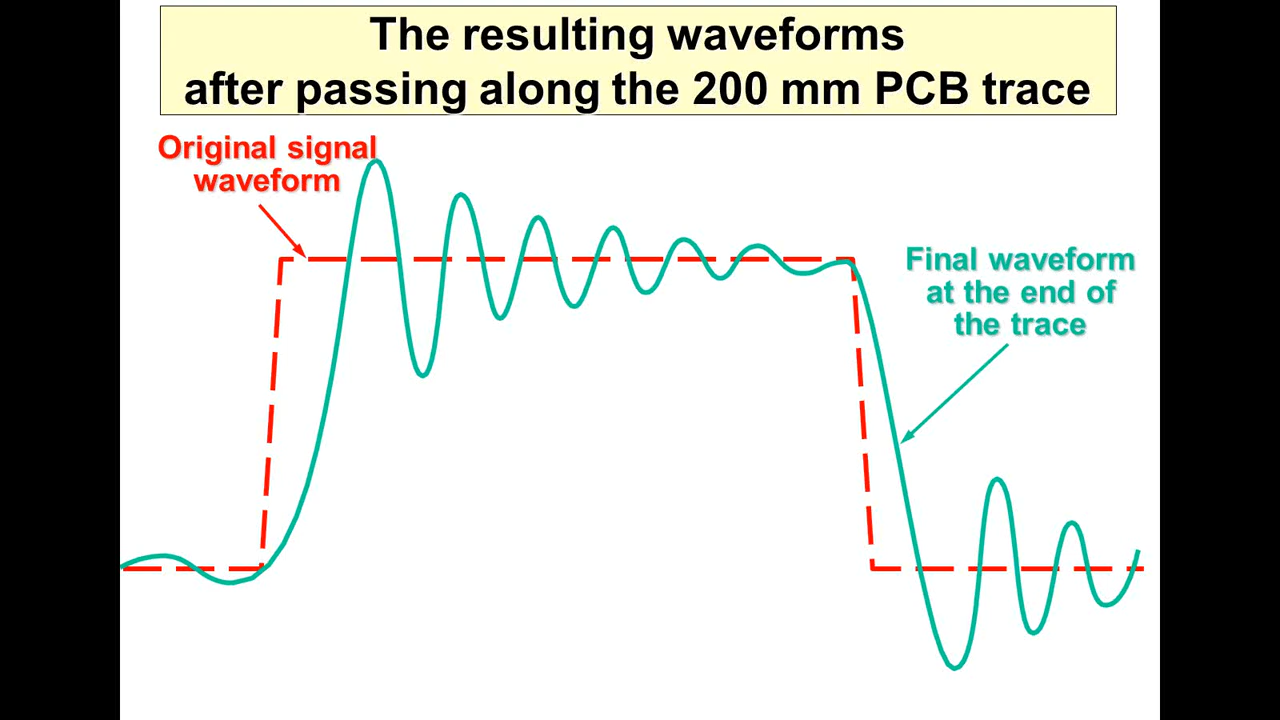 The resulting waveforms
after passing along the 200 mm PCB trace
Original signal
waveform
Final waveform
at the end of
the trace